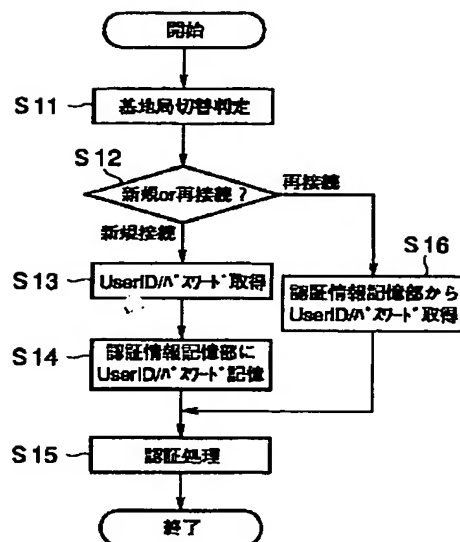 開始
S11
基地局切替判定
S12
新規or再接続?
再接続
新規接続
S13
UserID/パスワード取得
S16
認証情報記憶部から
UserID/パスワード取得
S14
認証情報記憶部に
UserID/パスワード記憶
S15
認証処理
終了